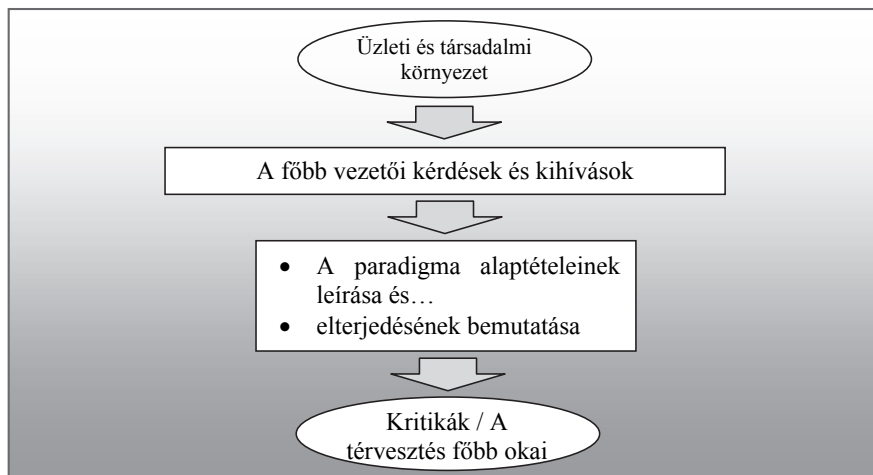 Üzleti és társadalmi
környezet
A főbb vezetői kérdések és kihívások
• A paradigma alaptételeinek
leírása és…
• elterjedésének bemutatása
Kritikák / A
térvesztés főbb okai